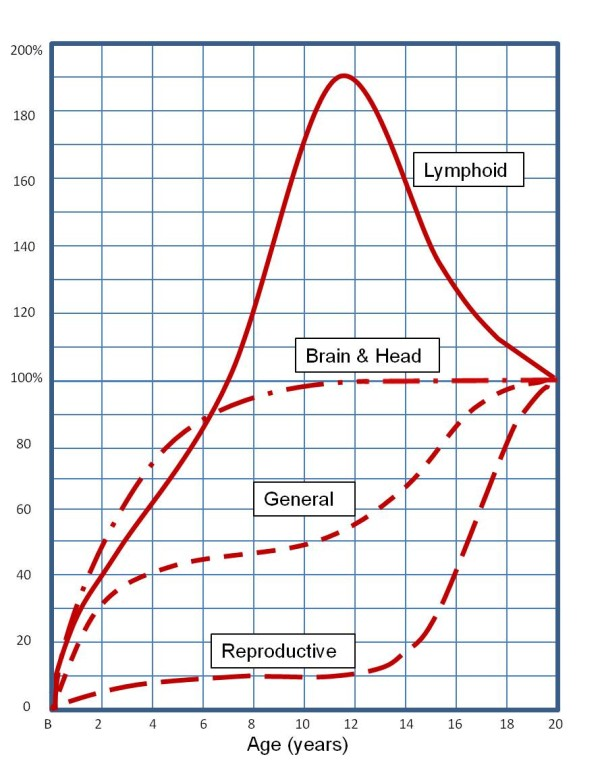 200%
180
160
140
120
100%
80
60
40
20
0
Lymphoid
Brain & Head
General
Reproductive
B 2 4 6 8 10 12 14 16 18 20
Age (years)